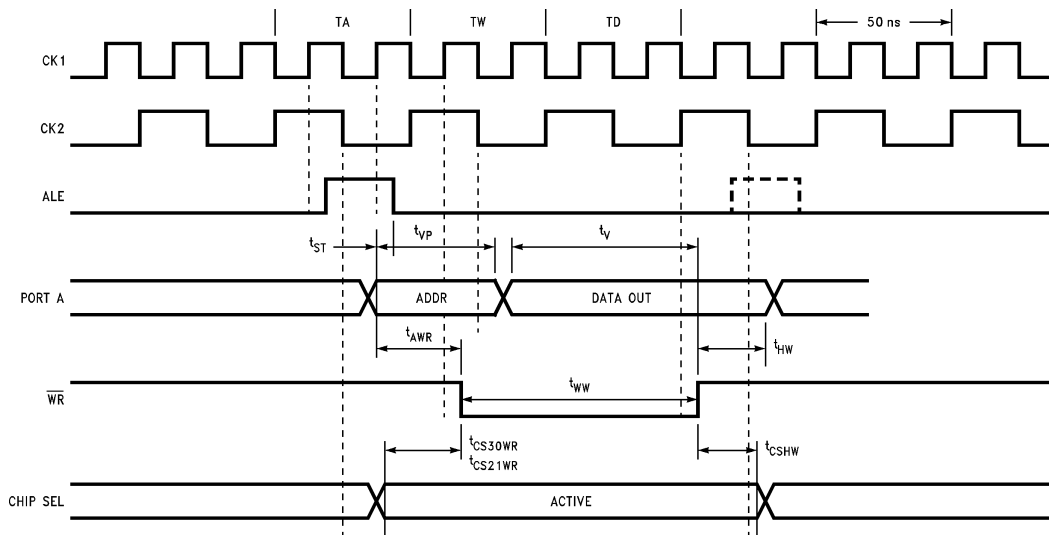 TA TW TD 50 ns
CK1
CK2
ALE
tST tVP tV
PORT A ADDR DATA OUT
tAWR tHW
WR tWW
tCS30WR tCSHW
tCS21WR
CHIP SEL ACTIVE